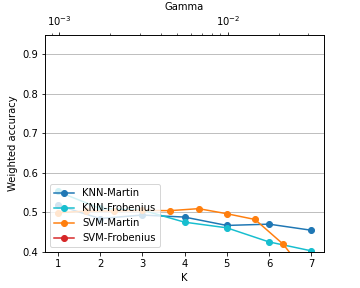 Gamma
10⁻³ 10⁻²
Weighted accuracy
0.9
0.8
0.7
0.6
0.5
0.4
KNN-Martin
KNN-Frobenius
SVM-Martin
SVM-Frobenius
1 2 3 4 5 6 7
K